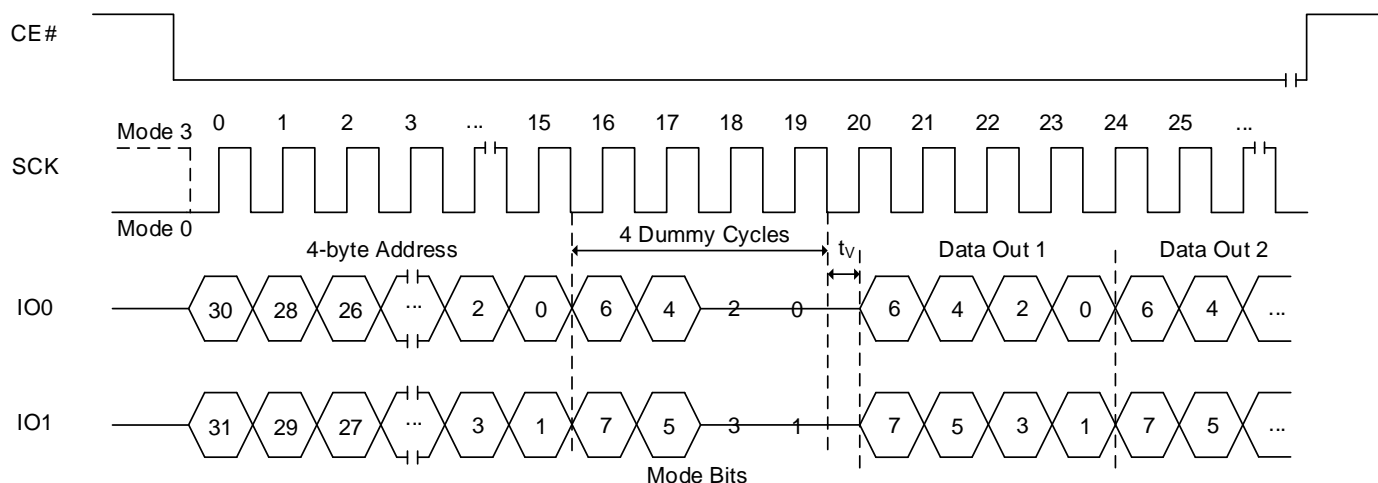 CE#
0 1 2 3 ... 15 16 17 18 19 20 21 22 23 24 25 ...
Mode 3
SCK
Mode 0
4-byte Address 4 Dummy Cycles tV Data Out 1 Data Out 2
IO0 30 28 26 ... 2 0 6 4 2 0 6 4 2 0 6 4 ...
IO1 31 29 27 ... 3 1 7 5 3 1 7 5 3 1 7 5 ...
Mode Bits